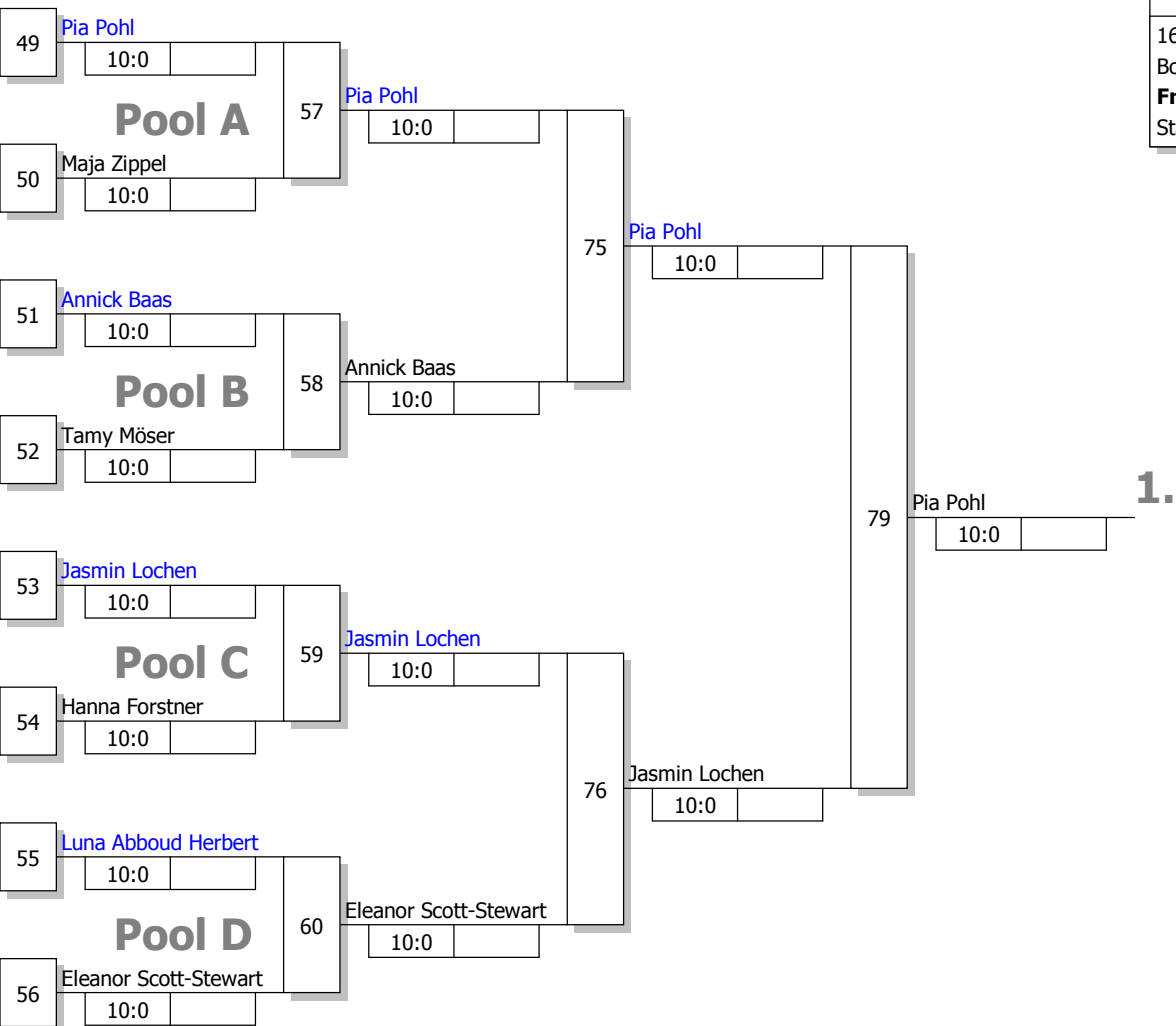 49
Pia Pohl
10:0
Pool A
50
Maja Zippel
10:0
57
Pia Pohl
10:0
51
Annick Baas
10:0
Pool B
52
Tamy Möser
10:0
58
Annick Baas
10:0
75
Pia Pohl
10:0
53
Jasmin Lochen
10:0
Pool C
54
Hanna Forstner
10:0
59
Jasmin Lochen
10:0
55
Luna Abboud Herbert
10:0
Pool D
56
Eleanor Scott-Stewart
10:0
60
Eleanor Scott-Stewart
10:0
76
Jasmin Lochen
10:0
79
Pia Pohl
10:0
1.